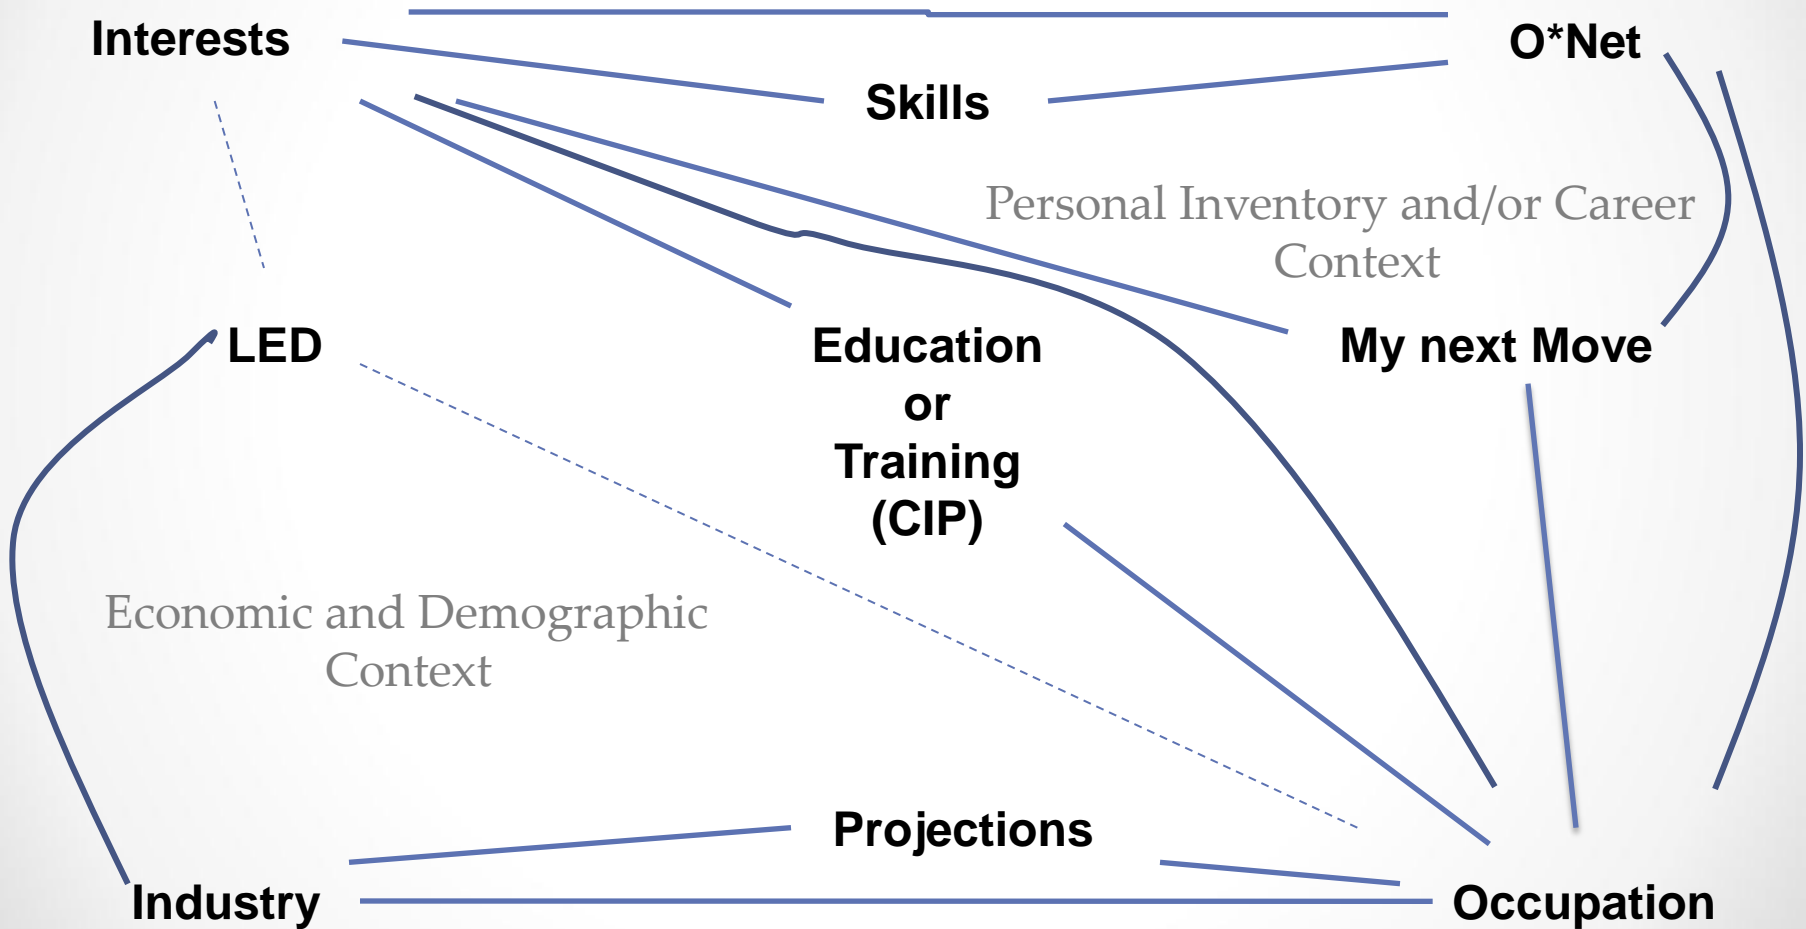 Interests
O*Net
Skills
Personal Inventory and/or Career
Context
LED
Education
or
Training
(CIP)
My next Move
Economic and Demographic
Context
Projections
Industry
Occupation